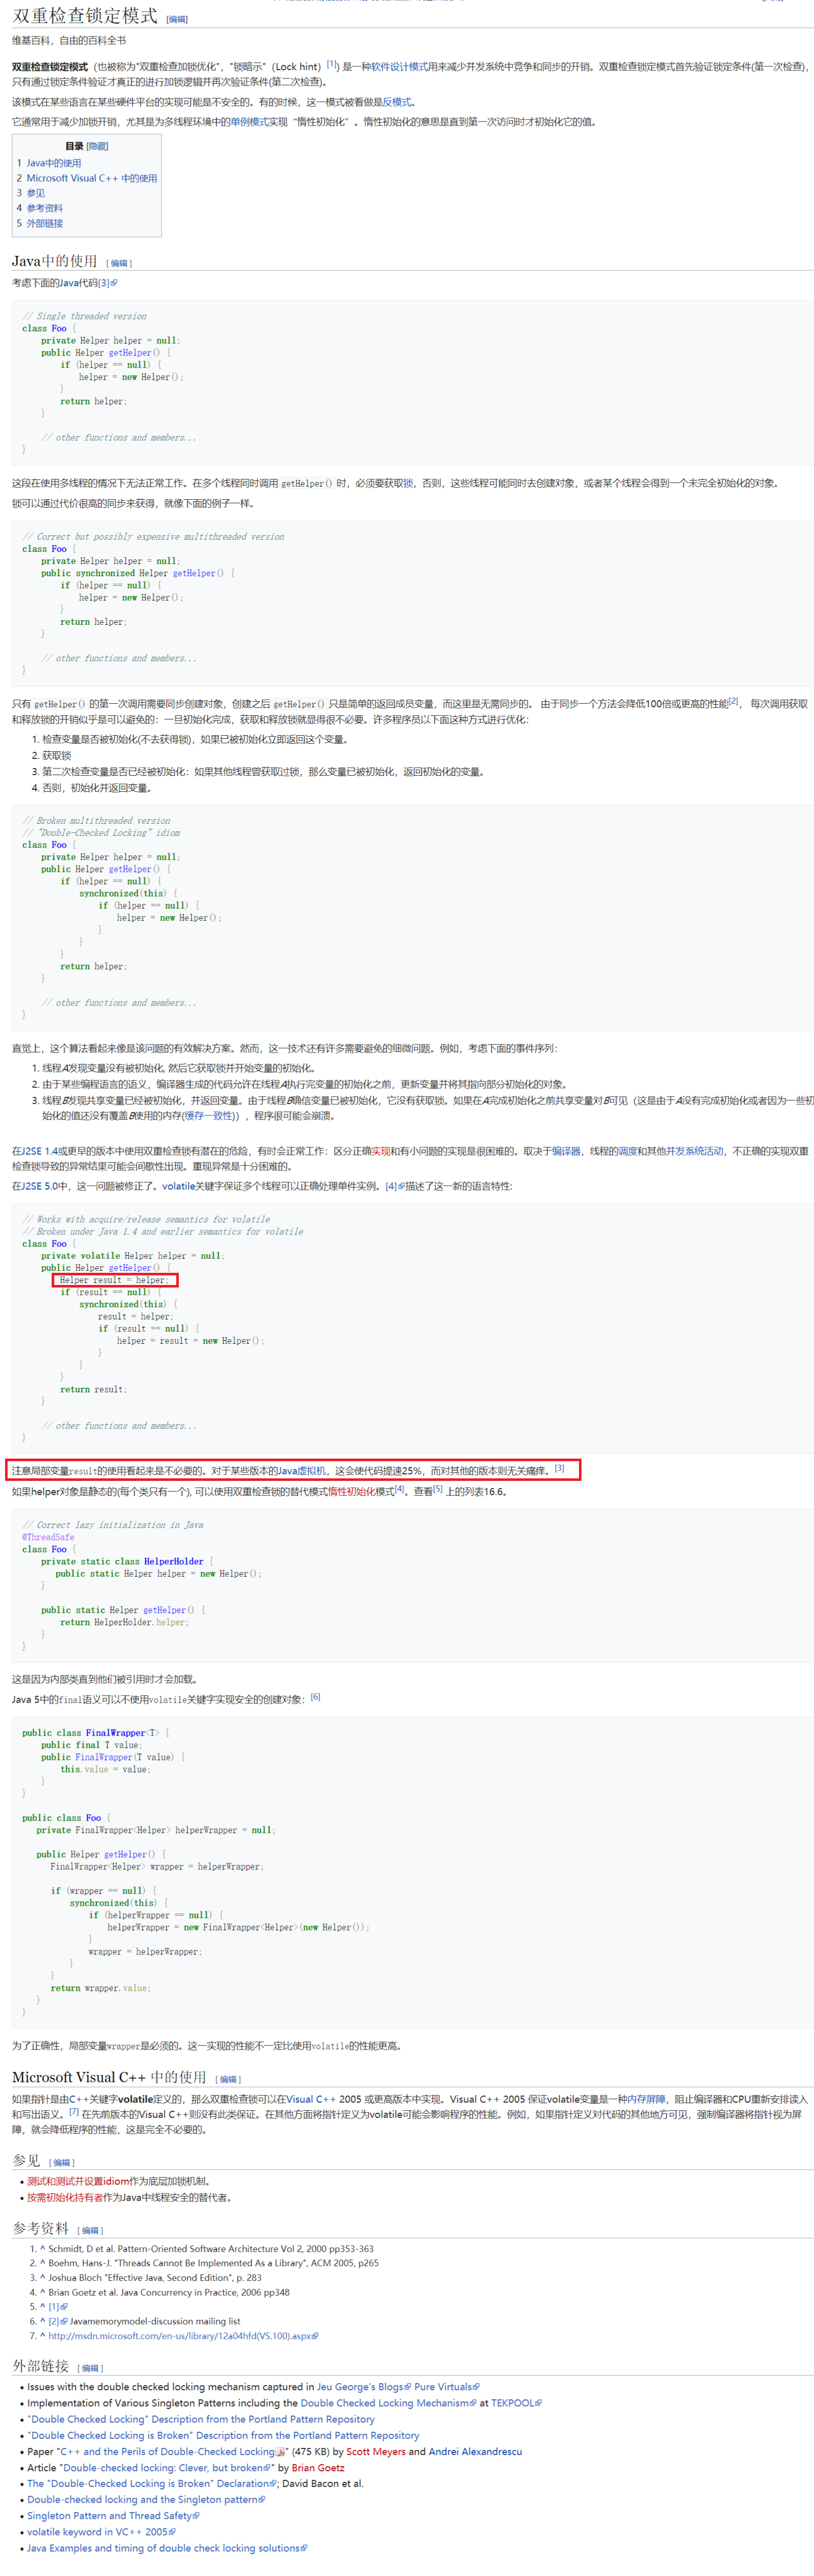 双重检查锁定模式 [编辑]
维基百科，自由的百科全书
双重检查锁定模式（也被称为"双重检查加锁优化"，"锁暗示"（Lock hint）[1]) 是一种软件设计模式用来减少并发系统中竞争和同步的开销。双重检查锁定模式首先验证锁定条件(第一次检查)，
只有通过锁定条件验证才真正的进行加锁逻辑并再次验证条件(第二次检查)。
该模式在某些语言在某些硬件平台的实现可能是不安全的。有的时候，这一模式被看做是反模式。
它通常用于减少加锁开销，尤其是为多线程环境中的单例模式实现“惰性初始化”。惰性初始化的意思是直到第一次访问时才初始化它的值。
目录 [隐藏]
1 Java中的使用
2 Microsoft Visual C++ 中的使用
3 参见
4 参考资料
5 外部链接
Java中的使用 [ 编辑 ]
考虑下面的Java代码[3]
// Single threaded version
class Foo {
private Helper helper = null;
public Helper getHelper() {
if (helper == null) {
helper = new Helper();
}
return helper;
}
// other functions and members...
}
这段在使用多线程的情况下无法正常工作。在多个线程同时调用 getHelper() 时，必须要获取锁，否则，这些线程可能同时去创建对象，或者某个线程会得到一个未完全初始化的对象。
锁可以通过代价很高的同步来获得，就像下面的例子一样。
// Correct but possibly expensive multithreaded version
class Foo {
private Helper helper = null;
public synchronized Helper getHelper() {
if (helper == null) {
helper = new Helper();
}
return helper;
}
// other functions and members...
}
只有 getHelper() 的第一次调用需要同步创建对象，创建之后 getHelper() 只是简单的返回成员变量，而这里是无需同步的。 由于同步一个方法会降低100倍或更高的性能[2]， 每次调用获取
和释放锁的开销似乎是可以避免的：一旦初始化完成，获取和释放锁就显得很不必要。许多程序员以下面这种方式进行优化：
1. 检查变量是否被初始化(不去获得锁)，如果已被初始化立即返回这个变量。
2. 获取锁
3. 第二次检查变量是否已经被初始化：如果其他线程曾获取过锁，那么变量已被初始化，返回初始化的变量。
4. 否则，初始化并返回变量。
// Broken multithreaded version
// "Double-Checked Locking" idiom
class Foo {
private Helper helper = null;
public Helper getHelper() {
if (helper == null) {
synchronized(this) {
if (helper == null) {
helper = new Helper();
}
}
}
return helper;
}
// other functions and members...
}
直觉上，这个算法看起来像是该问题的有效解决方案。然而，这一技术还有许多需要避免的细微问题。例如，考虑下面的事件序列：
1. 线程A发现变量没有被初始化, 然后它获取锁并开始变量的初始化。
2. 由于某些编程语言的语义，编译器生成的代码允许在线程A执行完变量的初始化之前，更新变量并将其指向部分初始化的对象。
3. 线程B发现共享变量已经被初始化，并返回变量。由于线程B确信变量已被初始化，它没有获取锁。如果在A完成初始化之前共享变量对B可见（这是由于A没有完成初始化或者因为一些初
始化的值还没有覆盖B使用的内存(缓存一致性)），程序很可能会崩溃。
在J2SE 1.4或更早的版本中使用双重检查锁有潜在的危险，有时会正常工作：区分正确实现和有小问题的实现是很困难的。取决于编译器，线程的调度和其他并发系统活动，不正确的实现双重
检查锁导致的异常结果可能会间歇性出现。重现异常是十分困难的。
在J2SE 5.0中，这一问题被修正了。volatile关键字保证多个线程可以正确处理单件实例。[4]描述了这一新的语言特性:
// Works with acquire/release semantics for volatile
// Broken under Java 1.4 and earlier semantics for volatile
class Foo {
private volatile Helper helper = null;
public Helper getHelper() {
Helper result = helper;
if (result == null) {
synchronized(this) {
result = helper;
if (result == null) {
helper = result = new Helper();
}
}
}
return result;
}
// other functions and members...
}
注意局部变量result的使用看起来是不必要的。对于某些版本的Java虚拟机，这会使代码提速25%，而对其他的版本则无关痛痒。[3]
如果helper对象是静态的(每个类只有一个), 可以使用双重检查锁的替代模式惰性初始化模式[4]。查看[5] 上的列表16.6。
// Correct lazy initialization in Java
@ThreadSafe
class Foo {
private static class HelperHolder {
public static Helper helper = new Helper();
}
public static Helper getHelper() {
return HelperHolder.helper;
}
}
这是因为内部类直到他们被引用时才会加载。
Java 5中的final语义可以不使用volatile关键字实现安全的创建对象：[6]
public class FinalWrapper<T> {
public final T value;
public FinalWrapper(T value) {
this.value = value;
}
}
public class Foo {
private FinalWrapper<Helper> helperWrapper = null;
public Helper getHelper() {
FinalWrapper<Helper> wrapper = helperWrapper;
if (wrapper == null) {
synchronized(this) {
if (helperWrapper == null) {
helperWrapper = new FinalWrapper<Helper>(new Helper());
}
wrapper = helperWrapper;
}
}
return wrapper.value;
}
}
为了正确性，局部变量wrapper是必须的。这一实现的性能不一定比使用volatile的性能更高。
Microsoft Visual C++ 中的使用 [ 编辑 ]
如果指针是由C++关键字volatile定义的，那么双重检查锁可以在Visual C++ 2005 或更高版本中实现。Visual C++ 2005 保证volatile变量是一种内存屏障，阻止编译器和CPU重新安排读入
和写出语义。[7] 在先前版本的Visual C++则没有此类保证。在其他方面将指针定义为volatile可能会影响程序的性能。例如，如果指针定义对代码的其他地方可见，强制编译器将指针视为屏
障，就会降低程序的性能，这是完全不必要的。
参见 [ 编辑 ]
• 测试和测试并设置idiom作为底层加锁机制。
• 按需初始化持有者作为Java中线程安全的替代者。
参考资料 [ 编辑 ]
1. ^ Schmidt, D et al. Pattern-Oriented Software Architecture Vol 2, 2000 pp353-363
2. ^ Boehm, Hans-J. "Threads Cannot Be Implemented As a Library", ACM 2005, p265
3. ^ Joshua Bloch "Effective Java, Second Edition", p. 283
4. ^ Brian Goetz et al. Java Concurrency in Practice, 2006 pp348
5. ^ [1]
6. ^ [2] Javamemorymodel-discussion mailing list
7. ^ http://msdn.microsoft.com/en-us/library/12a04hfd(VS.100).aspx
外部链接 [ 编辑 ]
• Issues with the double checked locking mechanism captured in Jeu George's Blogs Pure Virtuals
• Implementation of Various Singleton Patterns including the Double Checked Locking Mechanism at TEKPOOL
• "Double Checked Locking" Description from the Portland Pattern Repository
• "Double Checked Locking is Broken" Description from the Portland Pattern Repository
• Paper "C++ and the Perils of Double-Checked Locking" (475 KB) by Scott Meyers and Andrei Alexandrescu
• Article "Double-checked locking: Clever, but broken" by Brian Goetz
• The "Double-Checked Locking is Broken" Declaration; David Bacon et al.
• Double-checked locking and the Singleton pattern
• Singleton Pattern and Thread Safety
• volatile keyword in VC++ 2005
• Java Examples and timing of double check locking solutions